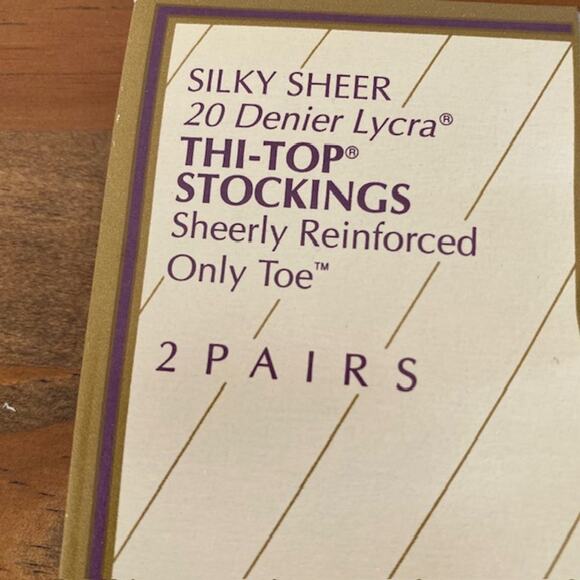 SILKY SHEER
20 Denier Lycra®
THI-TOP®
STOCKINGS
Sheerly Reinforced
Only Toe™
2 PAIRS